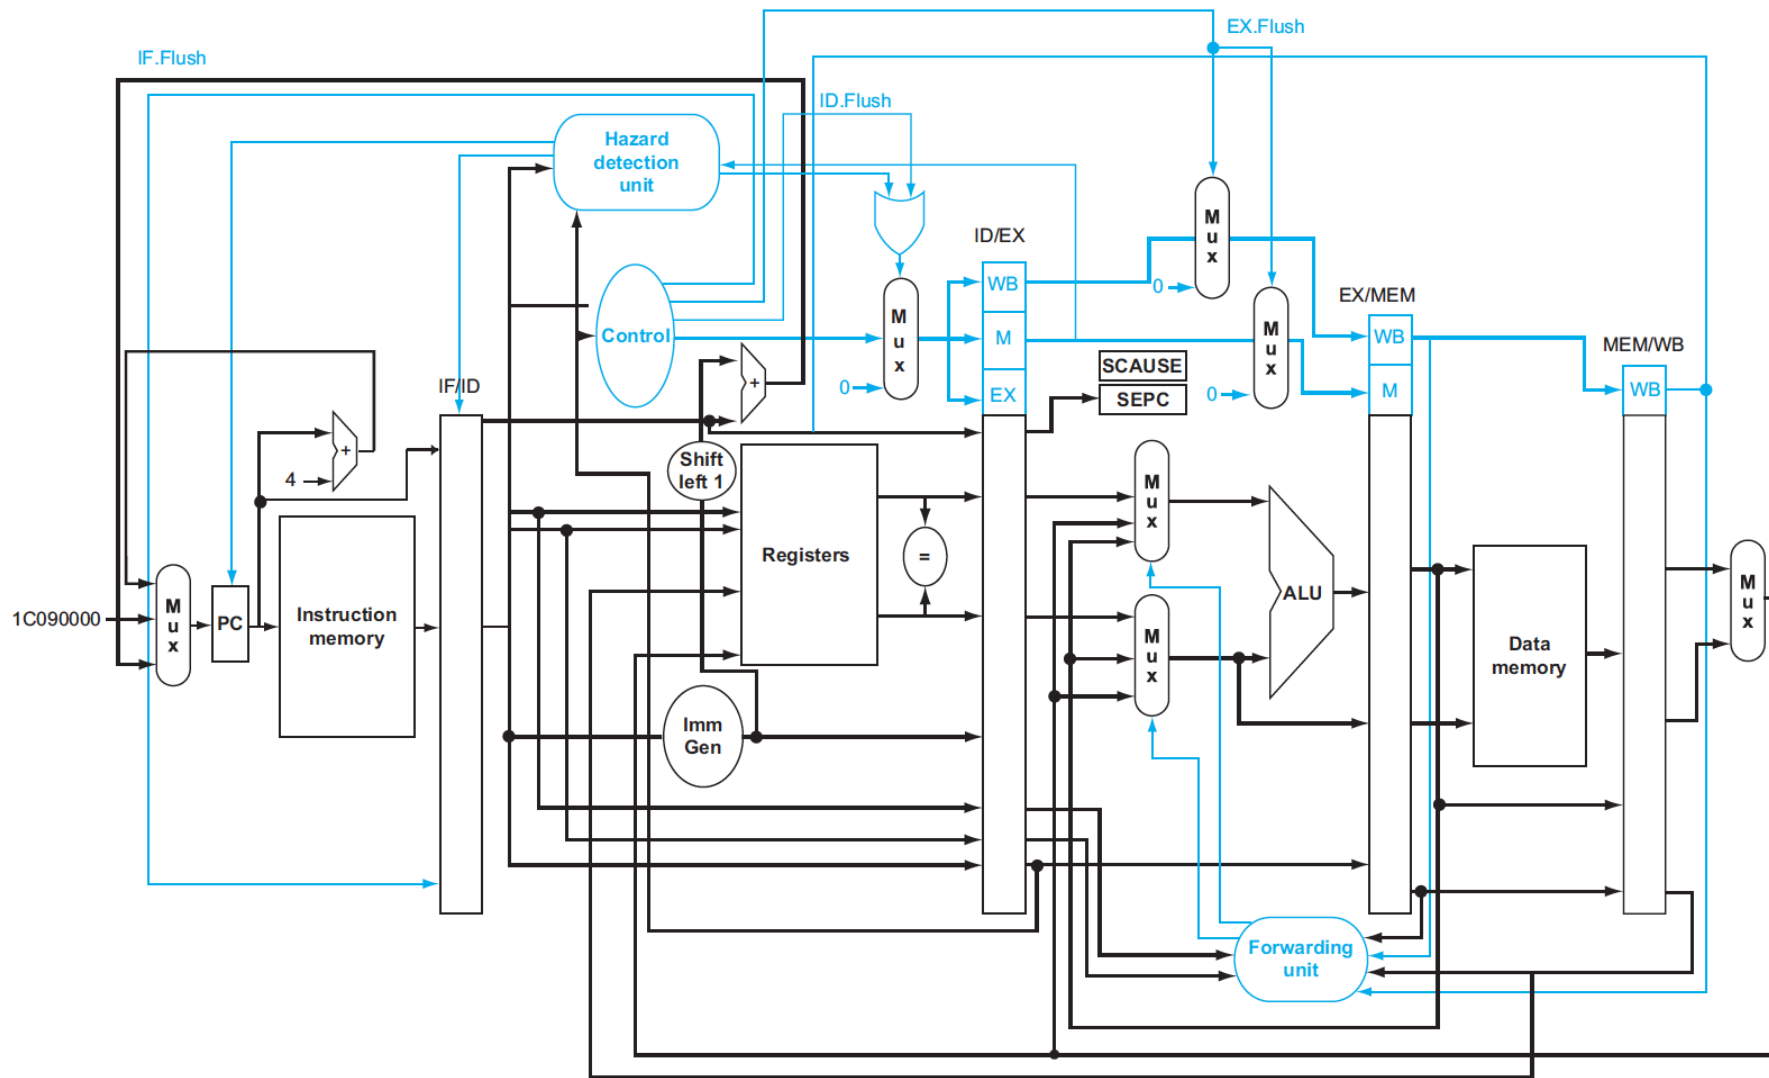 EX.Flush
IF.Flush
ID.Flush
Hazard
detection
unit
M
u
x
ID/EX
WB
0
EX/MEM
Control
M
u
x
M
M
u
x
WB
MEM/WB
SCAUSE
IF/ID
+
0
EX
SEPC
0
M
WB
+
4
Shift
left 1
M
u
x
Registers
=
ALU
1C090000
M
u
x
PC
Instruction
memory
M
u
x
Data
memory
M
u
x
Imm
Gen
Forwarding
unit